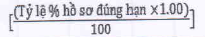 [(Tỷ lệ % hồ sơ đúng hạn ×1.00)]
100